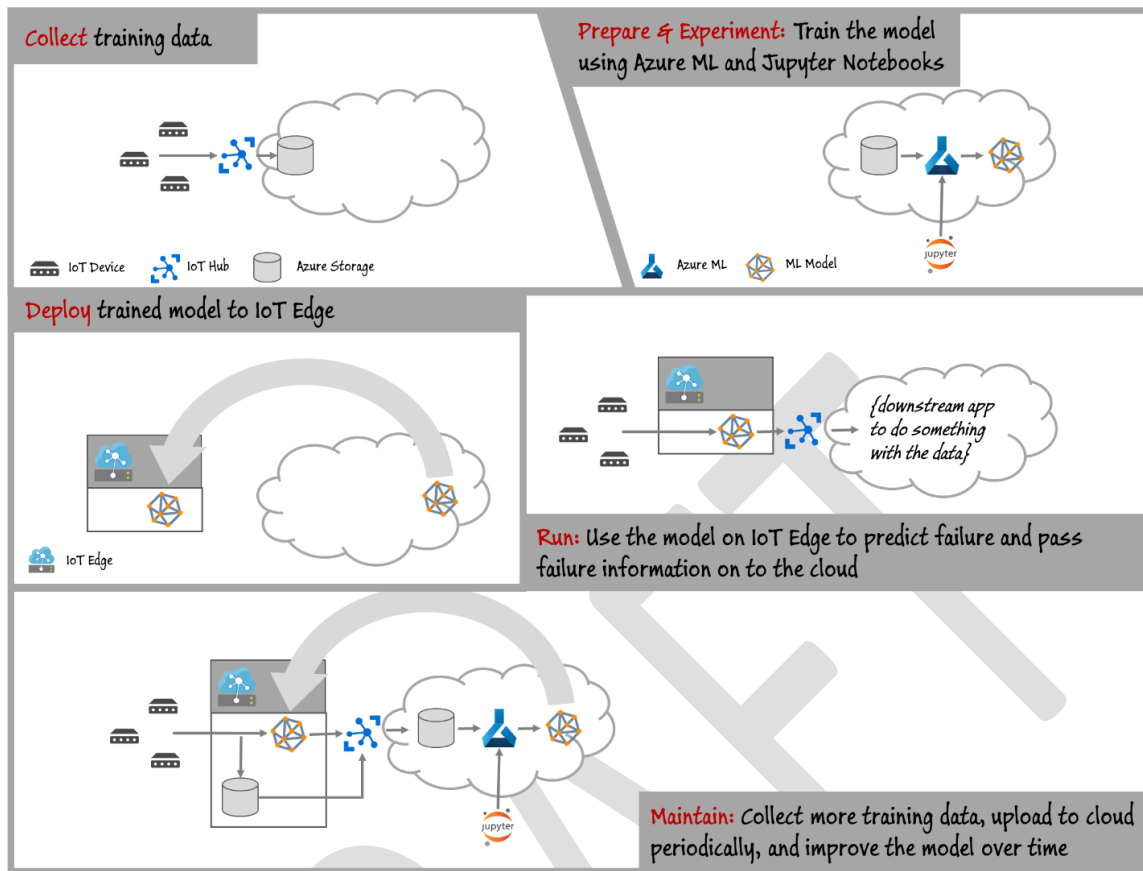 Collect training data
IoT Device
IoT Hub
Azure Storage
Prepare & Experiment: Train the model
using Azure ML and Jupyter Notebooks
jupyter
Azure ML
ML Model
Deploy trained model to IoT Edge
IoT Edge
{downstream app
to do something
with the data}
Run: Use the model on IoT Edge to predict failure and pass
failure information on to the cloud
jupyter
Maintain: Collect more training data, upload to cloud
periodically, and improve the model over time